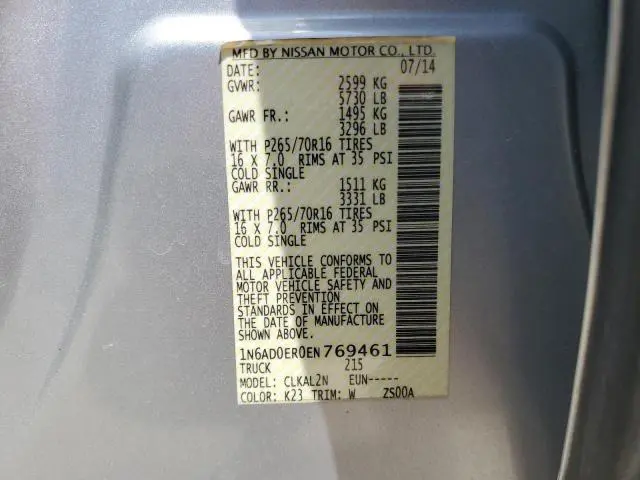 MFD BY NISSAN MOTOR CO., LTD.
DATE: 07/14
GVWR: 2599 KG
5730 LB
GAWR FR.: 1495 KG
3296 LB
WITH P265/70R16 TIRES
16 X 7.0 RIMS AT 35 PSI
COLD SINGLE
GAWR RR.: 1511 KG
3331 LB
WITH P265/70R16 TIRES
16 X 7.0 RIMS AT 35 PSI
COLD SINGLE
THIS VEHICLE CONFORMS TO
ALL APPLICABLE FEDERAL
MOTOR VEHICLE SAFETY AND
THEFT PREVENTION
STANDARDS IN EFFECT ON
THE DATE OF MANUFACTURE
SHOWN ABOVE.
1N6AD0ER0EN769461
TRUCK 215
MODEL: CLKAL2N EUN-----
COLOR: K23 TRIM: W ZS00A